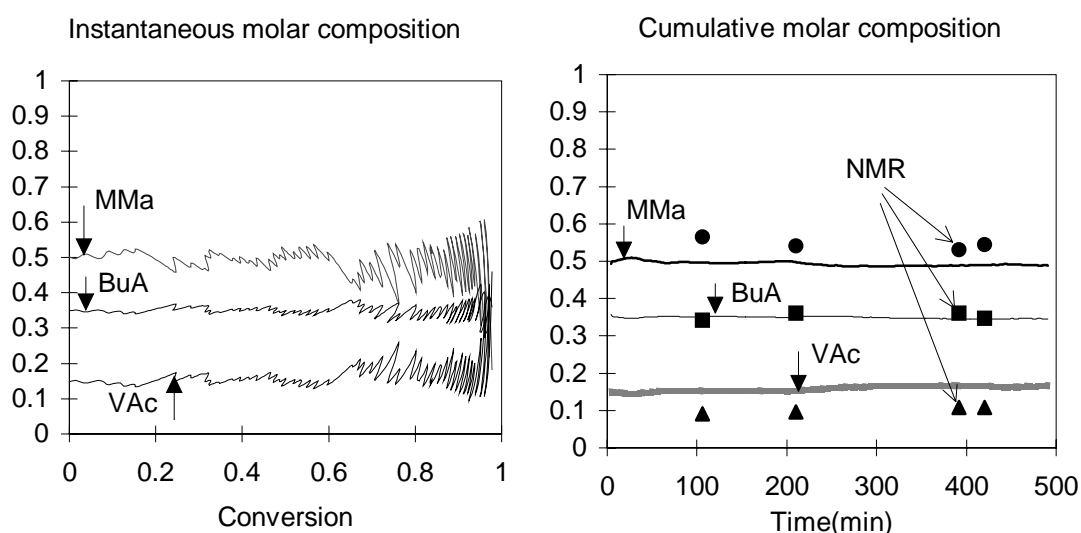 Instantaneous molar composition
1
0.9
0.8
0.7
0.6
0.5
0.4
0.3
0.2
0.1
0
MMa
BuA
VAc
0 0.2 0.4 0.6 0.8 1
Conversion
Cumulative molar composition
1
0.9
0.8
0.7
0.6
0.5
0.4
0.3
0.2
0.1
0
NMR
MMa
BuA
VAc
0 100 200 300 400 500
Time(min)